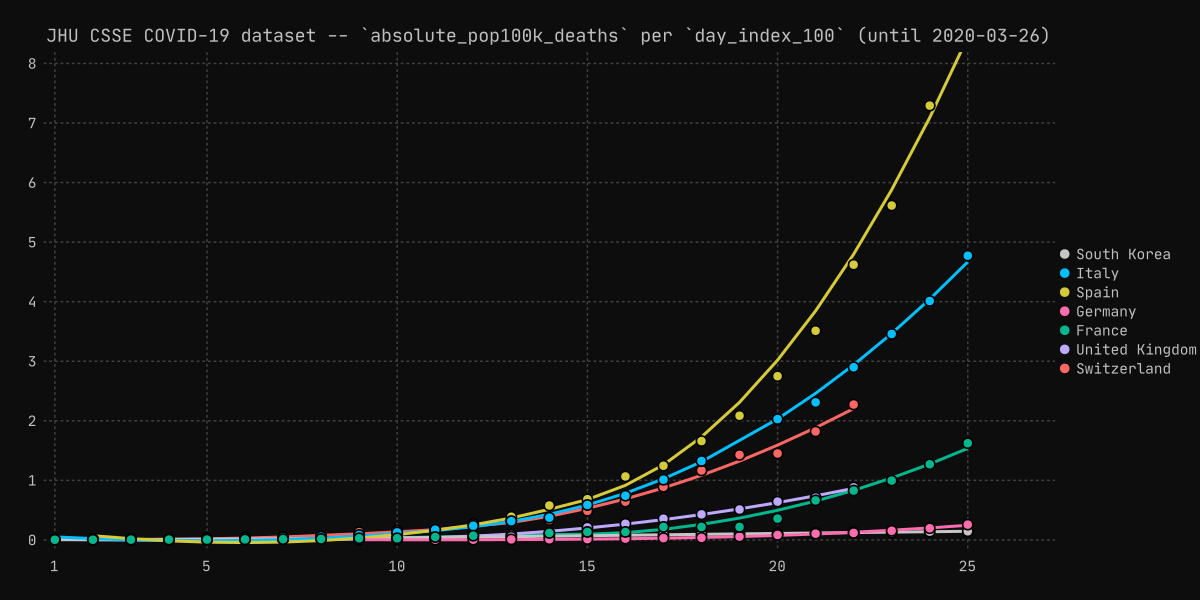 JHU CSSE COVID-19 dataset -- `absolute_pop100k_deaths` per `day_index_100` (until 2020-03-26)
8
7
6
5
4
3
2
1
0
1 5 10 15 20 25
South Korea
Italy
Spain
Germany
France
United Kingdom
Switzerland